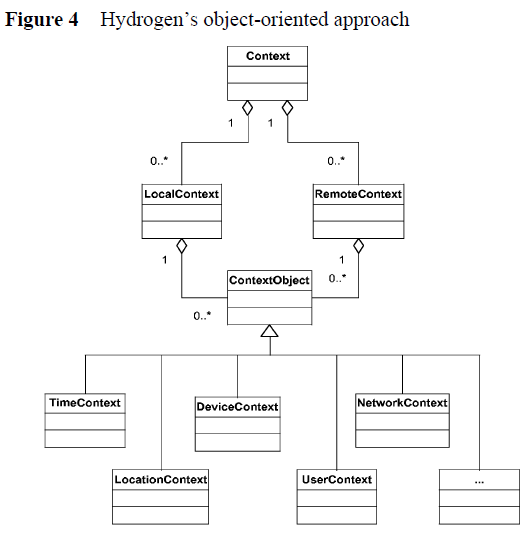 Figure 4 Hydrogen's object-oriented approach
Context
1 1
0..* 0..*
LocalContext RemoteContext
1 1
ContextObject 0..*
0..*
TimeContext DeviceContext NetworkContext
LocationContext UserContext ...